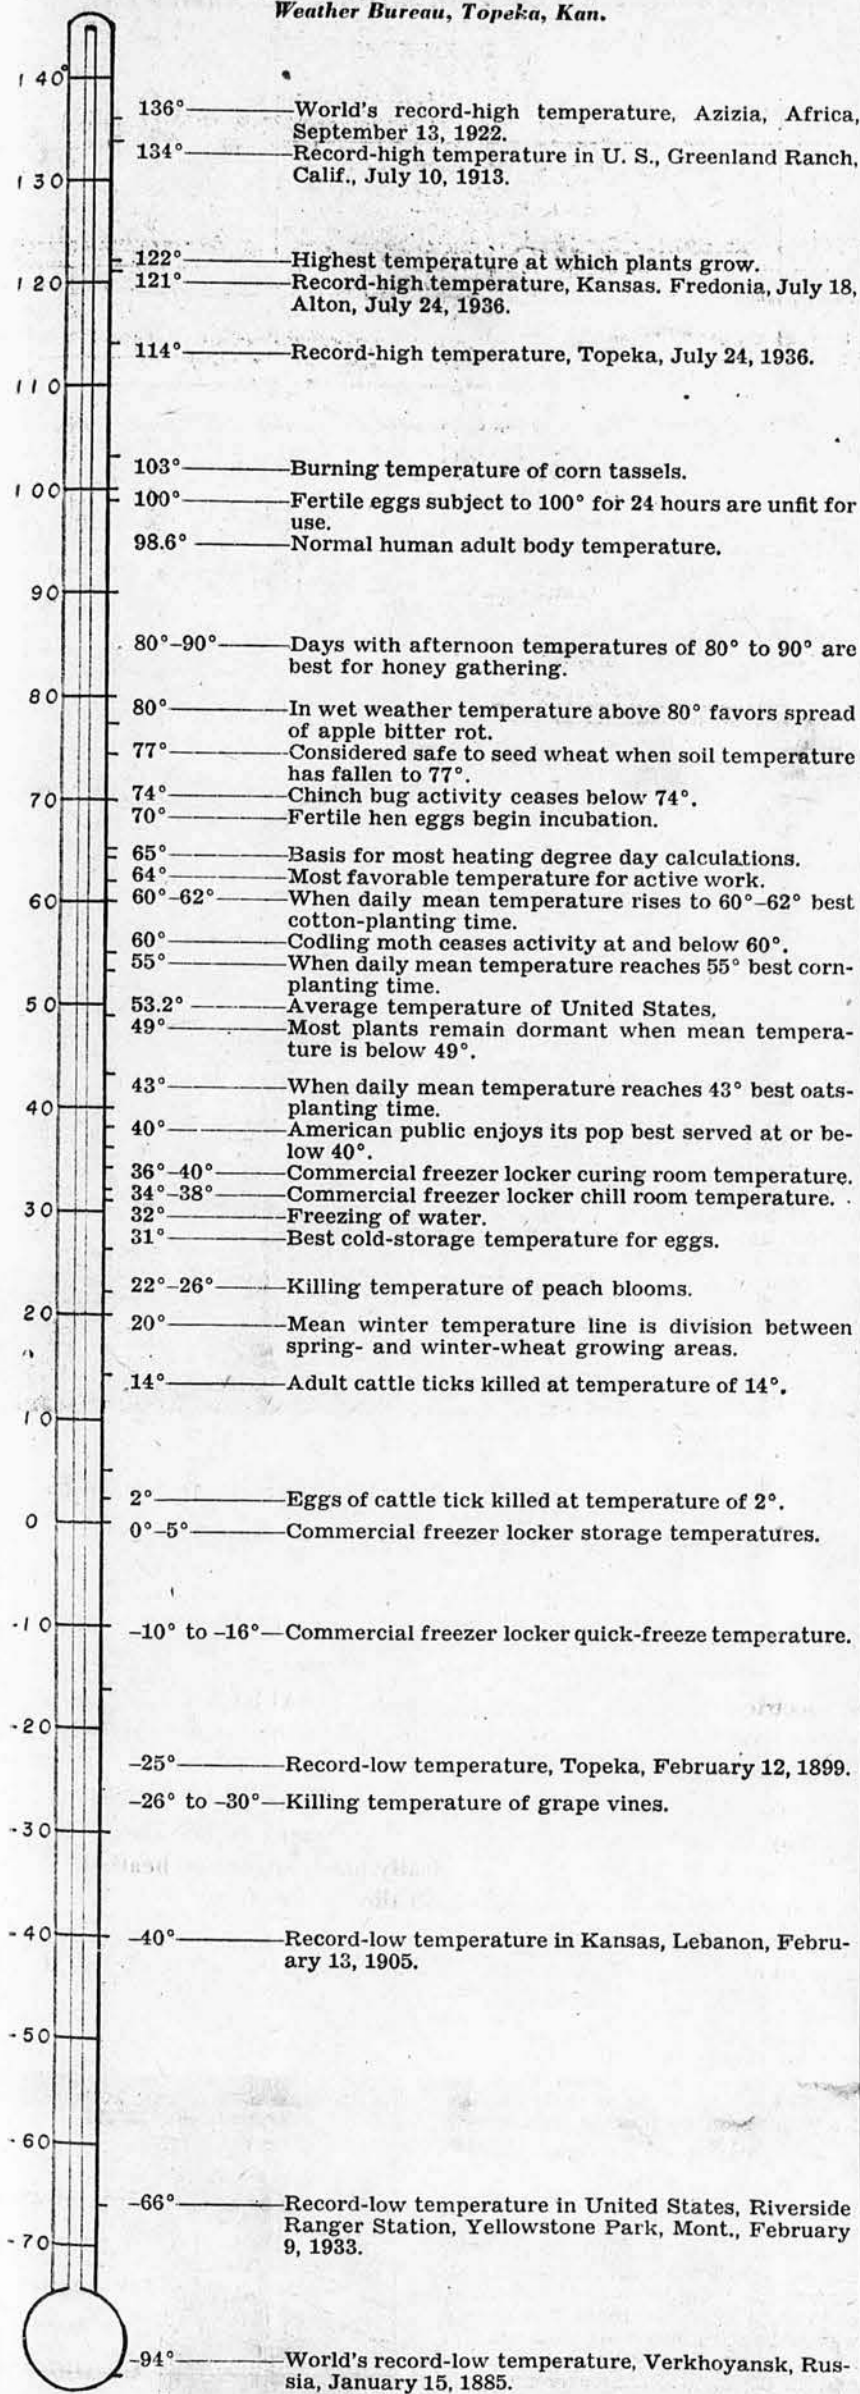 Weather Bureau, Topeka, Kan.
140°
136° World's record-high temperature, Azizia, Africa,
September 13, 1922.
134° Record-high temperature in U. S., Greenland Ranch,
Calif., July 10, 1913.
130
122° Highest temperature at which plants grow.
120
121° Record-high temperature, Kansas. Fredonia, July 18,
Alton, July 24, 1936.
114° Record-high temperature, Topeka, July 24, 1936.
110
103° Burning temperature of corn tassels.
100
100° Fertile eggs subject to 100° for 24 hours are unfit for
use.
98.6° Normal human adult body temperature.
90
80°–90° Days with afternoon temperatures of 80° to 90° are
best for honey gathering.
80
80° In wet weather temperature above 80° favors spread
of apple bitter rot.
77° Considered safe to seed wheat when soil temperature
has fallen to 77°.
70
74° Chinch bug activity ceases below 74°.
70° Fertile hen eggs begin incubation.
65° Basis for most heating degree day calculations.
64° Most favorable temperature for active work.
60
60°–62° When daily mean temperature rises to 60°–62° best
cotton-planting time.
60° Codling moth ceases activity at and below 60°.
55° When daily mean temperature reaches 55° best corn-
planting time.
50
53.2° Average temperature of United States.
49° Most plants remain dormant when mean tempera-
ture is below 49°.
43° When daily mean temperature reaches 43° best oats-
planting time.
40
40° American public enjoys its pop best served at or be-
low 40°.
36°–40° Commercial freezer locker curing room temperature.
34°–38° Commercial freezer locker chill room temperature.
30
32° Freezing of water.
31° Best cold-storage temperature for eggs.
22°–26° Killing temperature of peach blooms.
20
20° Mean winter temperature line is division between
spring- and winter-wheat growing areas.
14° Adult cattle ticks killed at temperature of 14°.
10
2° Eggs of cattle tick killed at temperature of 2°.
0
0°–5° Commercial freezer locker storage temperatures.
-10
–10° to –16° Commercial freezer locker quick-freeze temperature.
-20
–25° Record-low temperature, Topeka, February 12, 1899.
–26° to –30° Killing temperature of grape vines.
-30
-40
–40° Record-low temperature in Kansas, Lebanon, Febru-
ary 13, 1905.
-50
-60
–66° Record-low temperature in United States, Riverside
Ranger Station, Yellowstone Park, Mont., February
9, 1933.
-70
–94° World's record-low temperature, Verkhoyansk, Rus-
sia, January 15, 1885.